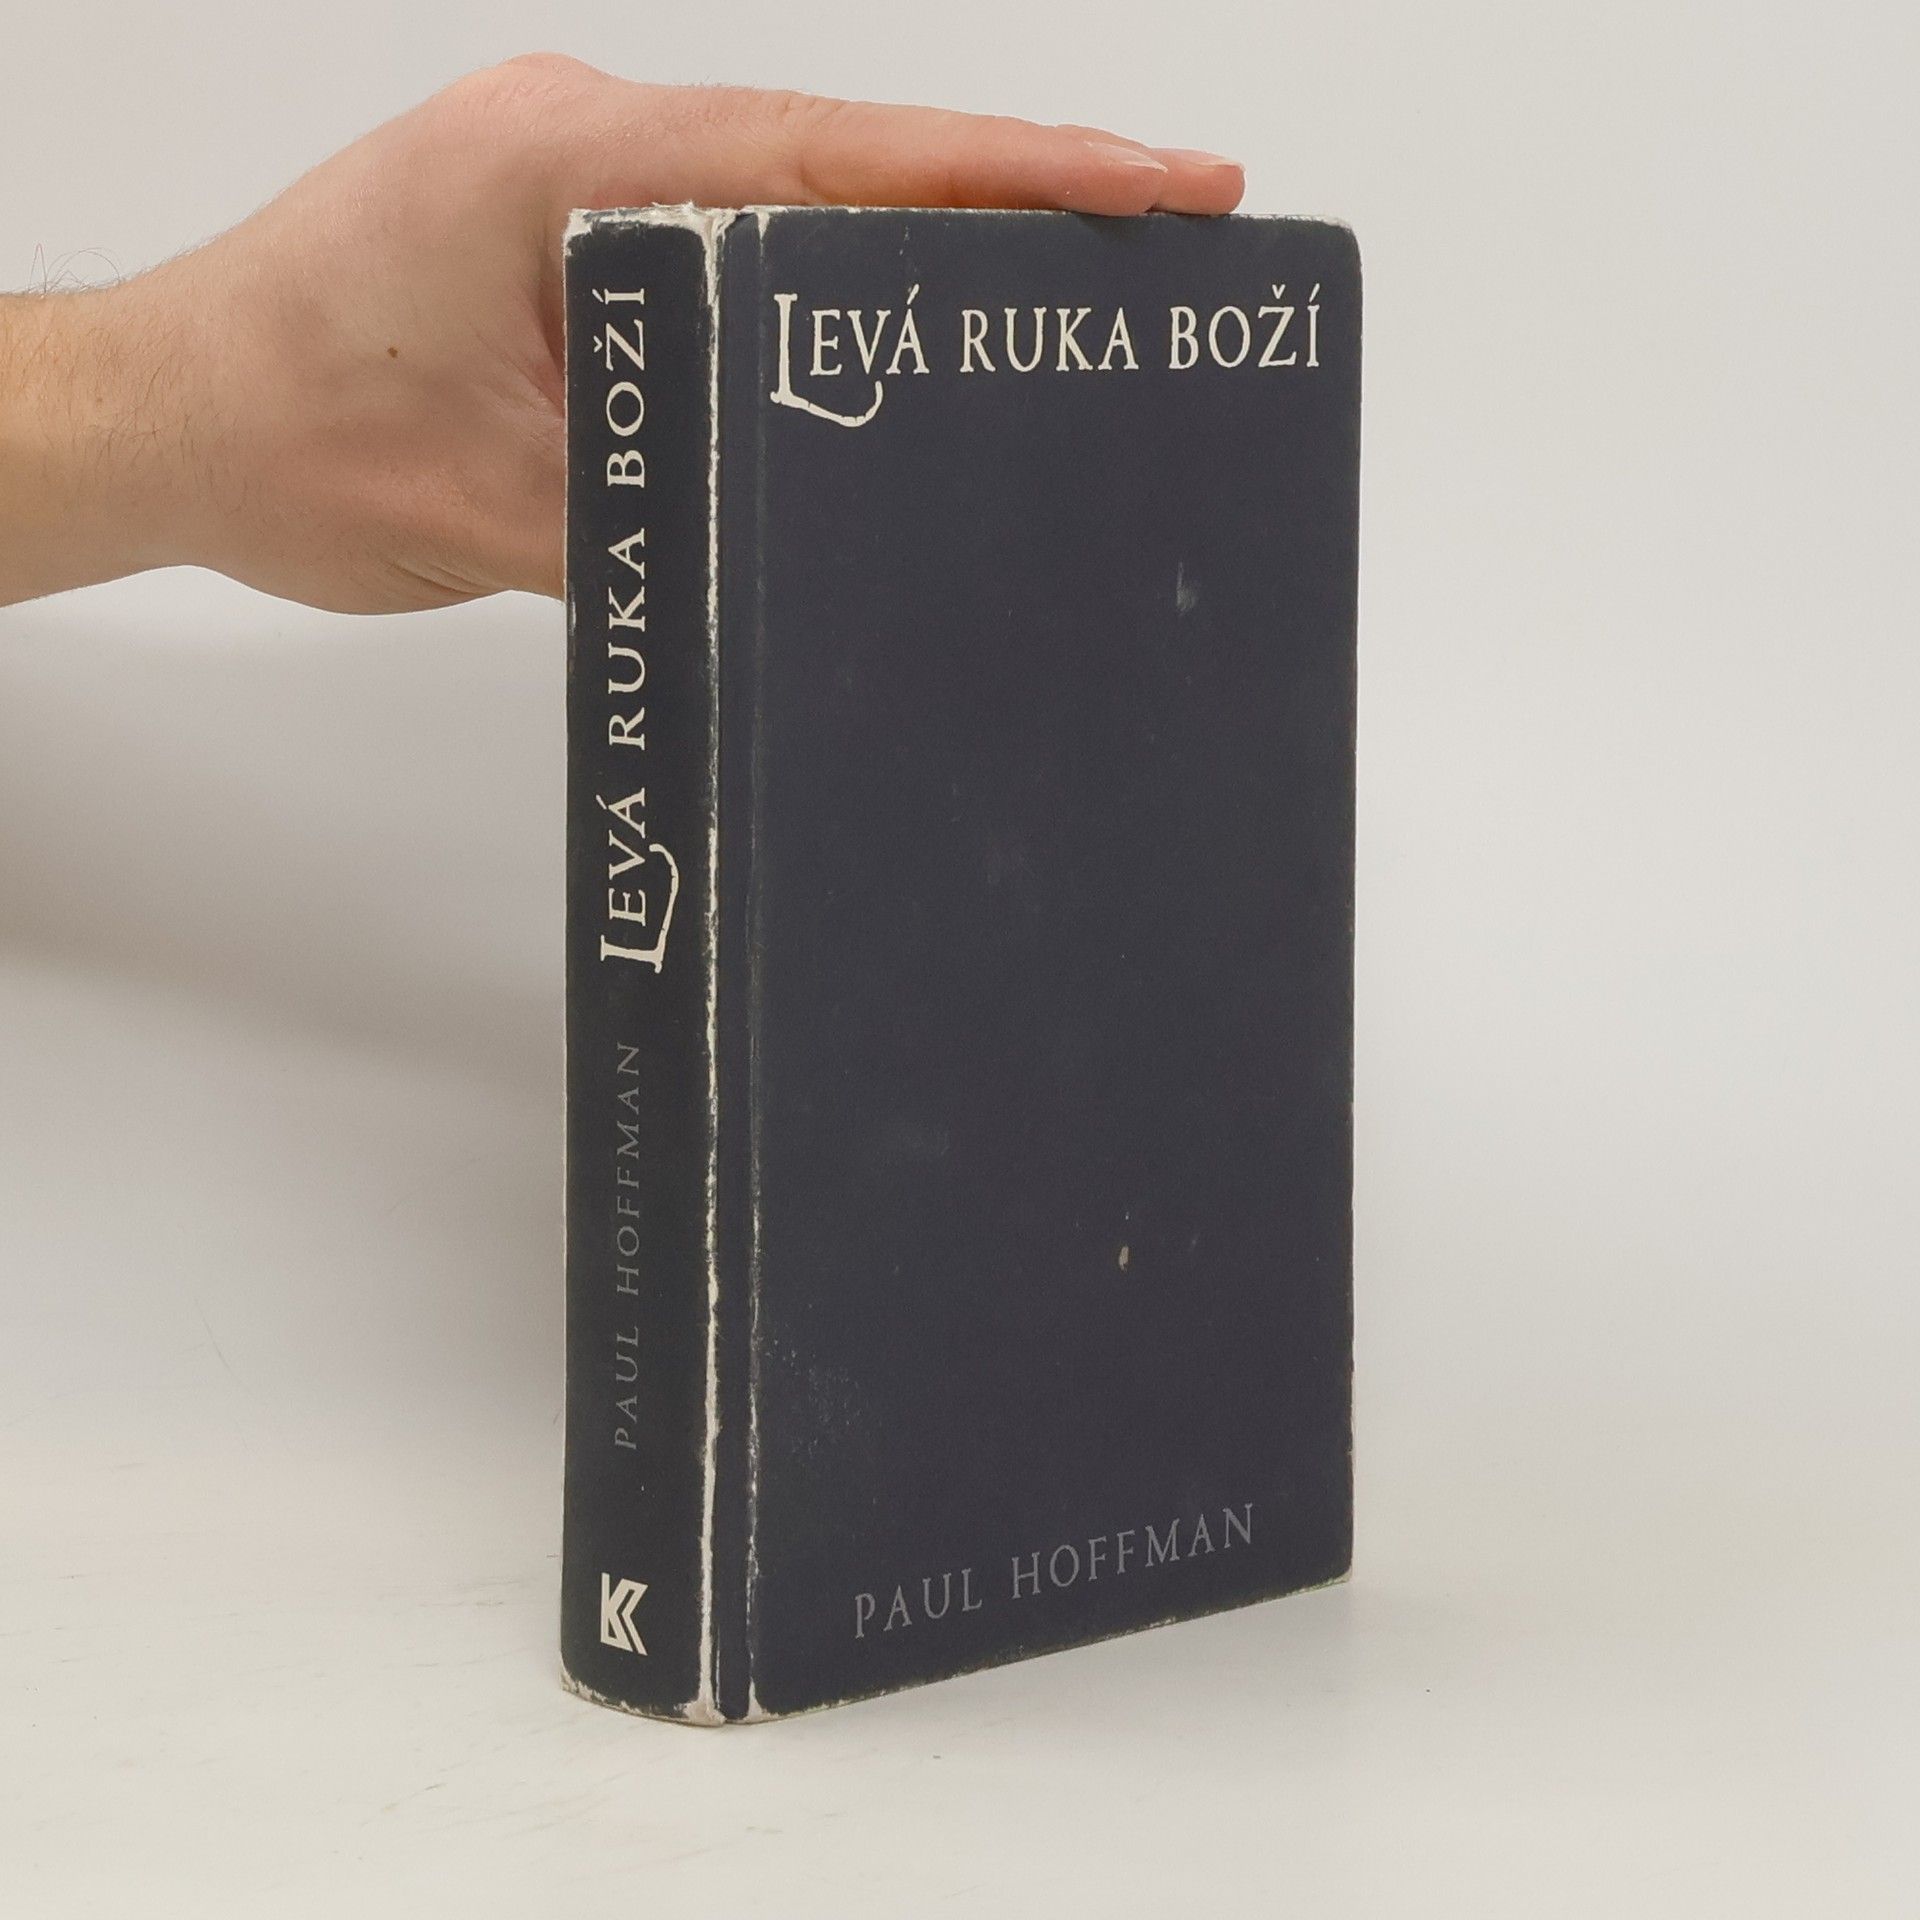 LEVÁ RUKA BOŽÍ
PAUL HOFFMAN
PAUL HOFFMAN LEVÁ RUKA BOŽÍ